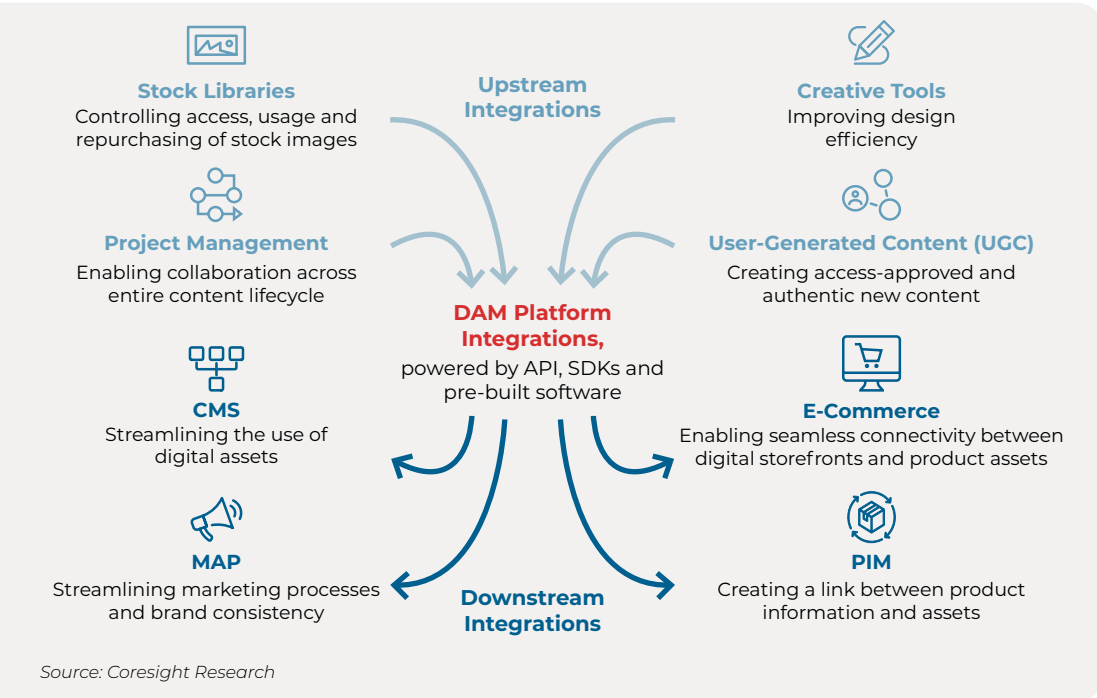 Stock Libraries
Controlling access, usage and
repurchasing of stock images
Upstream
Integrations
Creative Tools
Improving design
efficiency
Project Management
Enabling collaboration across
entire content lifecycle
User-Generated Content (UGC)
Creating access-approved and
authentic new content
DAM Platform
Integrations,
powered by API, SDKs and
pre-built software
CMS
Streamlining the use of
digital assets
E-Commerce
Enabling seamless connectivity between
digital storefronts and product assets
MAP
Streamlining marketing processes
and brand consistency
Downstream
Integrations
PIM
Creating a link between product
information and assets
Source: Coresight Research